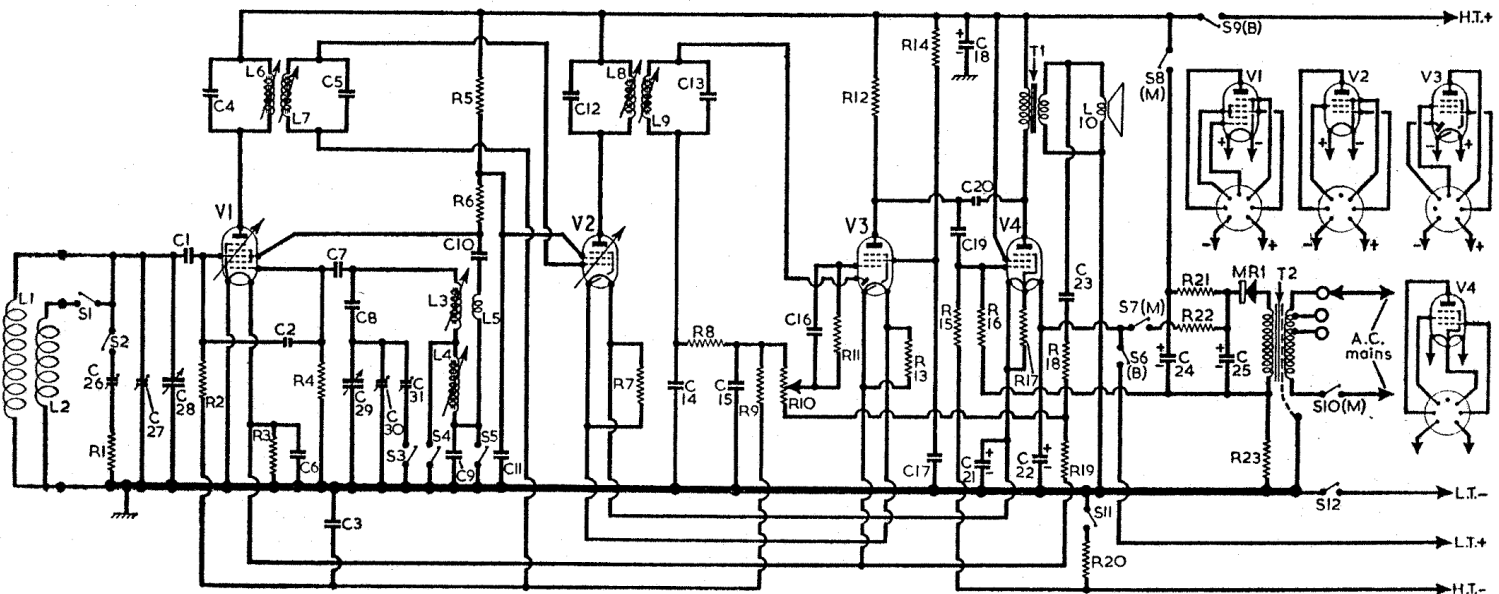 H.T.+
S9(B)
C18
+
-
R14
T1
S8
(M)
V1
V2
V3
L6
C5
L8
C13
C4
L7
R5
C12
L9
R12
L10
+
-
-
+
-
+
R6
C20
V1
V2
V3
V4
C1
C10
C19
-
+
-
+
-
+
C7
C23
R21
MR1
T2
V4
L1
S1
C8
L3
L5
S7(M)
R22
S2
C2
C16
R11
R15
R16
R17
R18
S6
(B)
A.C.
mains
R8
R13
+
-
C24
+
-
C25
C26
L4
L2
C27
C28
R2
R4
C29
C30
C31
R7
C14
C15
R9
R10
S10(M)
R1
R3
C6
S3
S4
C9
S5
C11
C17
C21
+
-
C22
+
-
R19
R23
L.T.-
S12
C3
S11
L.T.+
R20
H.T.-